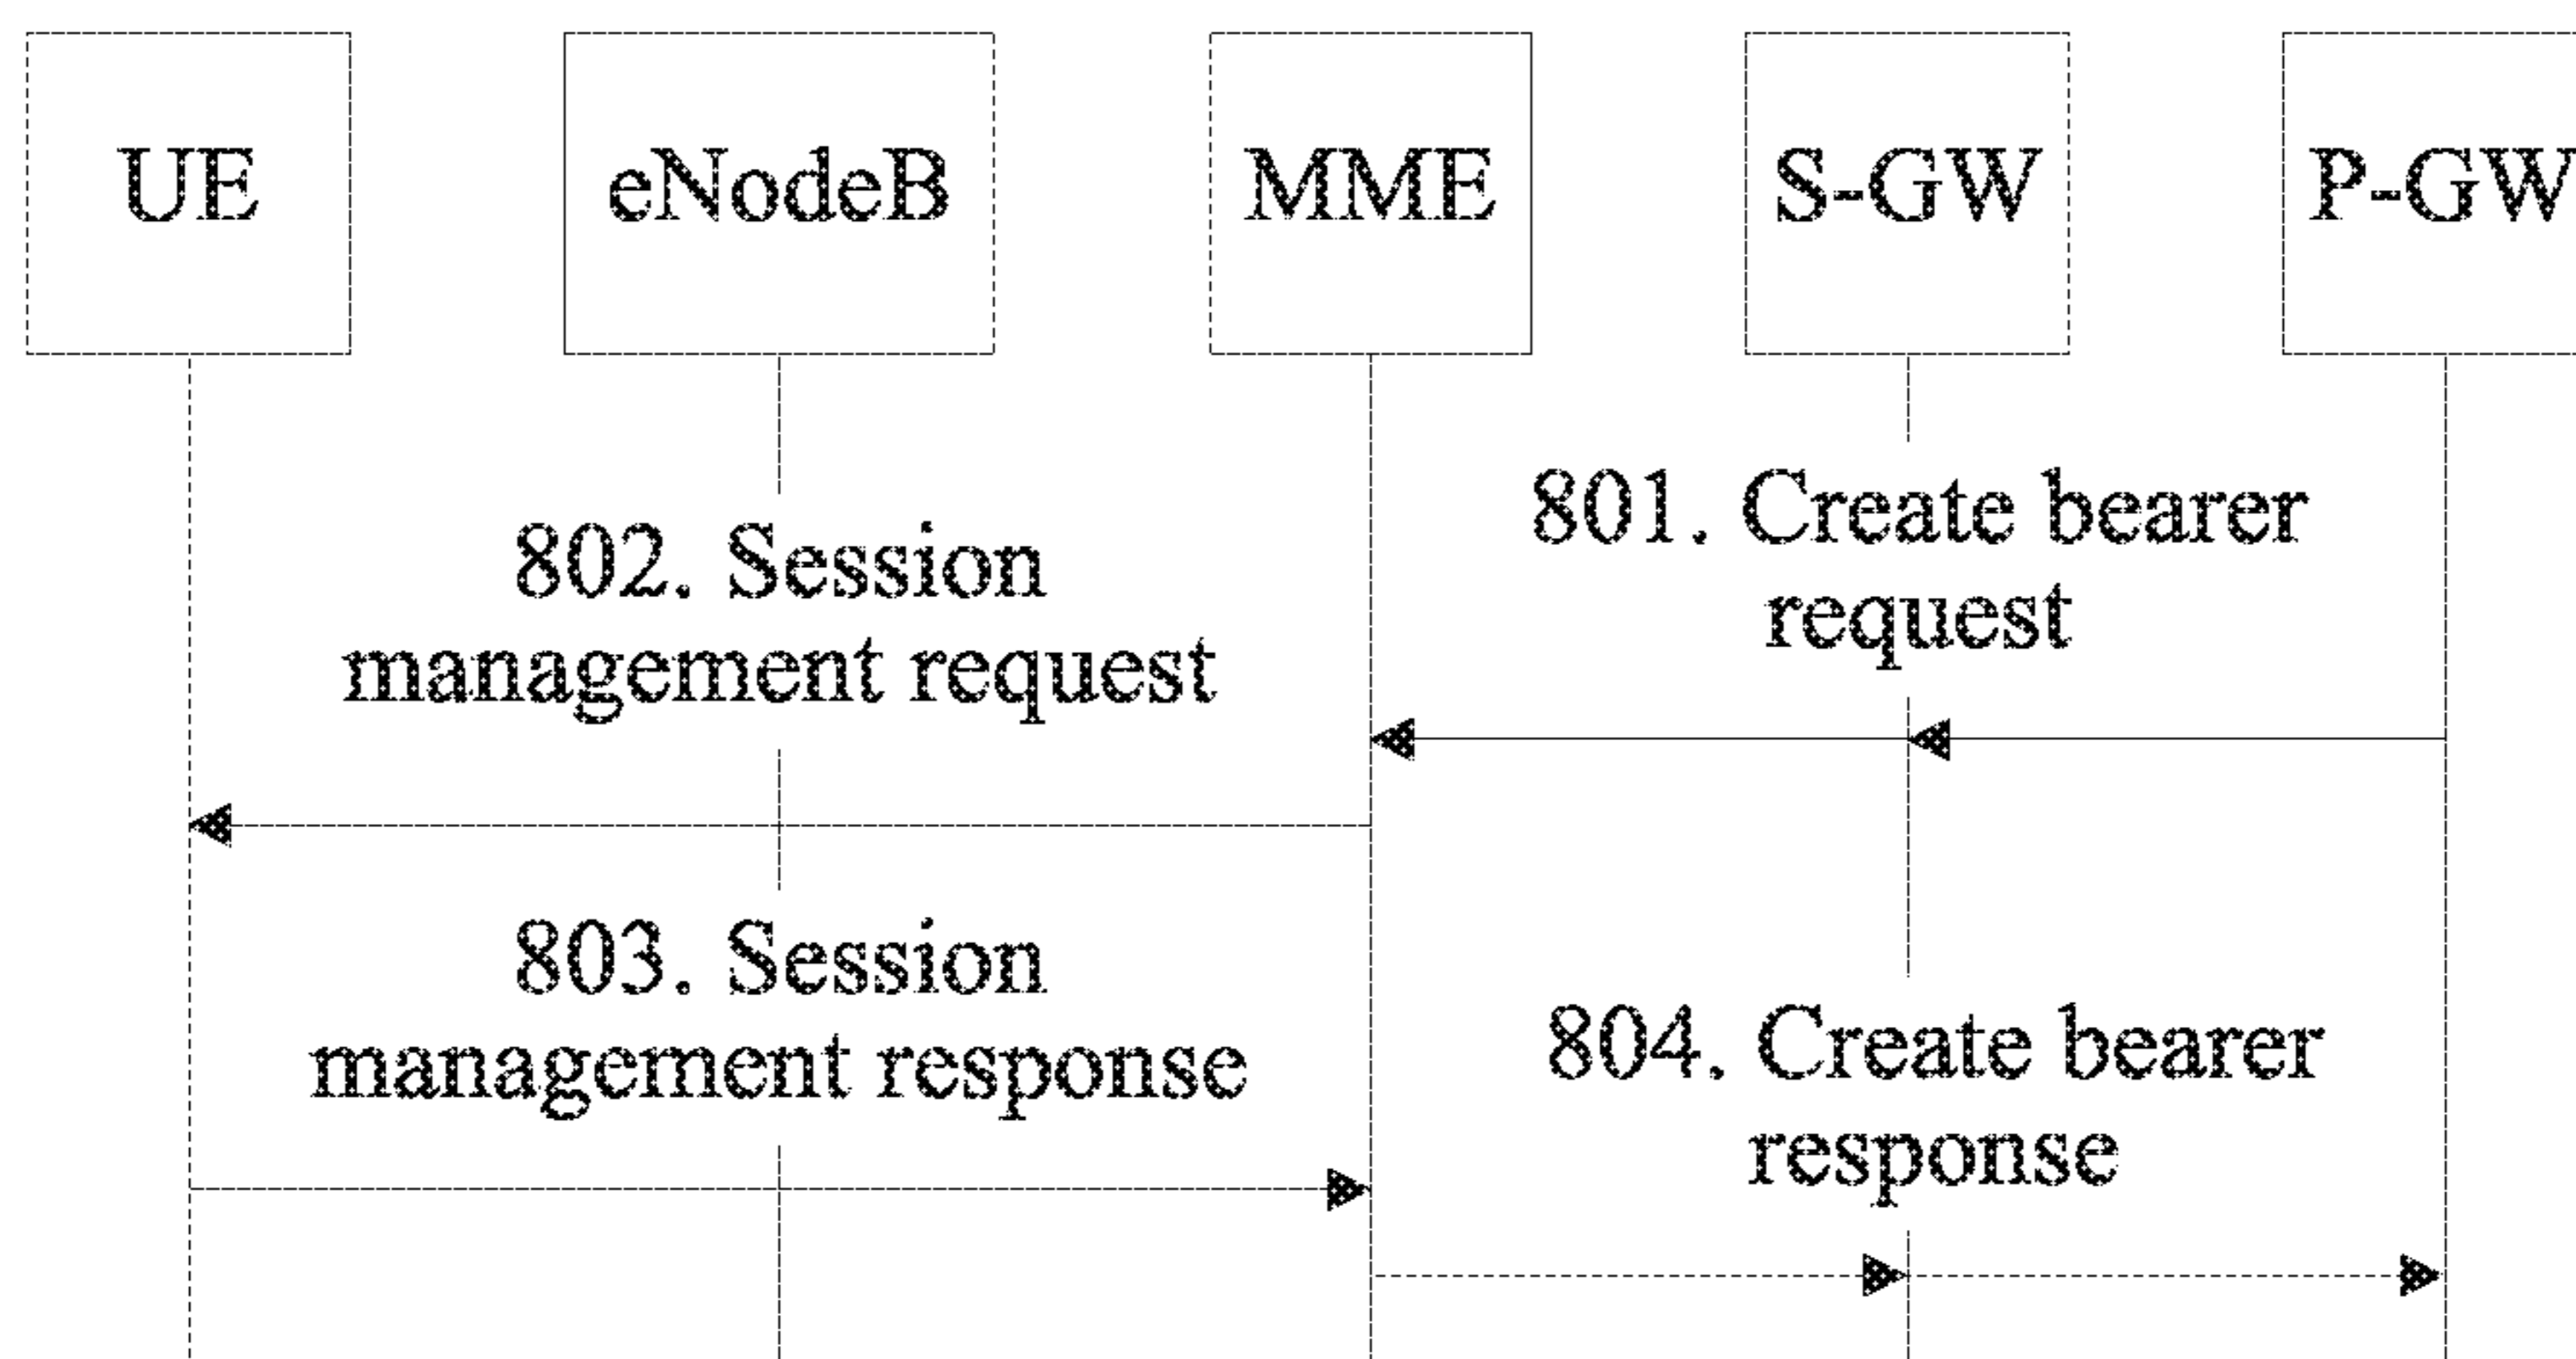 UE
eNodeB
MME
S-GW
P-GW
801. Create bearer
request
802. Session
management request
803. Session
management response
804. Create bearer
response